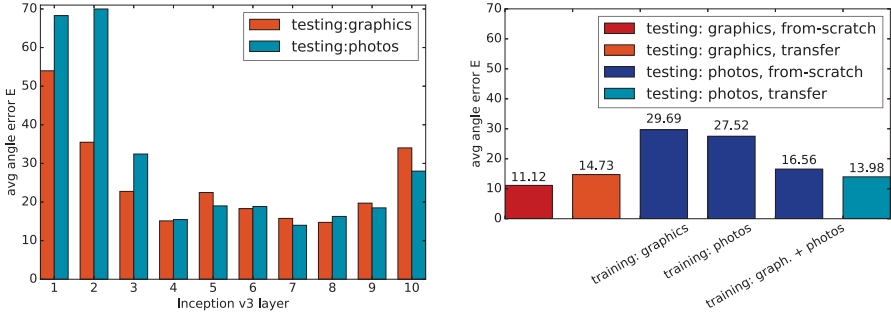 70
60
50
40
30
20
10
0
avg angle error E
testing:graphics
testing:photos
1 2 3 4 5 6 7 8 9 10
Inception v3 layer
70
60
50
40
30
20
10
0
avg angle error E
testing: graphics, from-scratch
testing: graphics, transfer
testing: photos, from-scratch
testing: photos, transfer
11.12
14.73
29.69
27.52
16.56
13.98
training: graphics
training: photos
training: graph. + photos